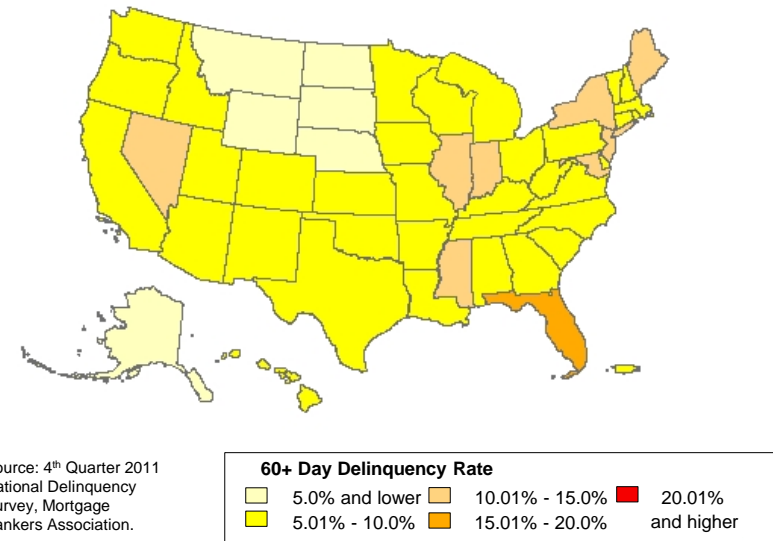 ource: 4th Quarter 2011
ational Delinquency
urvey, Mortgage
ankers Association.
60+ Day Delinquency Rate
5.0% and lower 10.01% - 15.0% 20.01%
5.01% - 10.0% 15.01% - 20.0% and higher